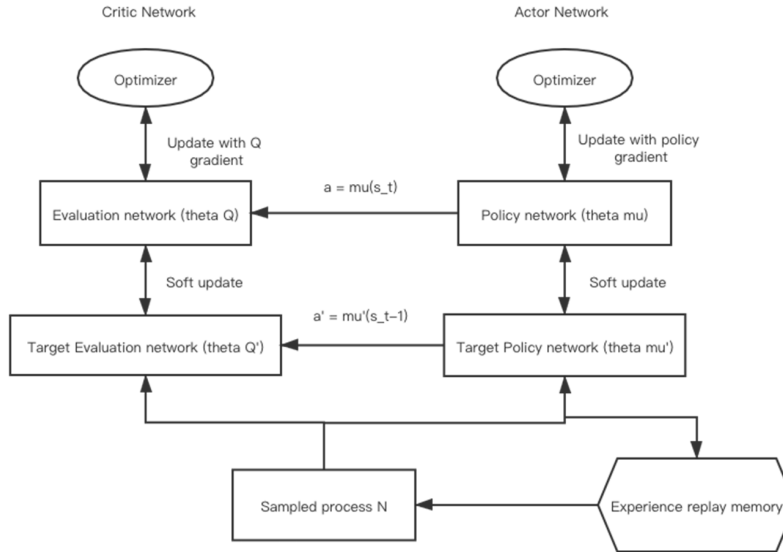 Critic Network
Actor Network
Optimizer
Optimizer
Update with Q
gradient
Update with policy
gradient
a = mu(s_t)
Evaluation network (theta Q)
Policy network (theta mu)
Soft update
Soft update
a' = mu'(s_t-1)
Target Evaluation network (theta Q')
Target Policy network (theta mu')
Sampled process N
Experience replay memory